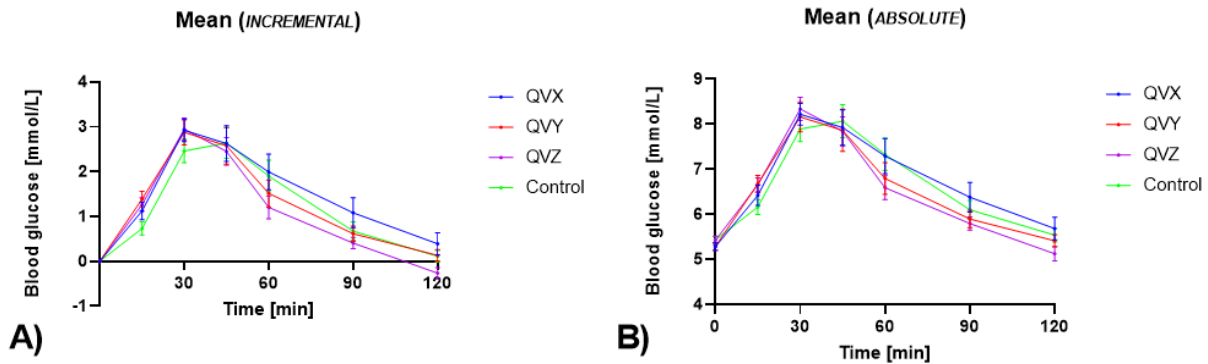 Mean (INCREMENTAL)
Blood glucose [mmol/L]
4
3
2
1
0
-1
30
60
90
120
Time [min]
QVX
QVY
QVZ
Control
A)
Mean (ABSOLUTE)
Blood glucose [mmol/L]
9
8
7
6
5
4
0
30
60
90
120
Time [min]
QVX
QVY
QVZ
Control
B)